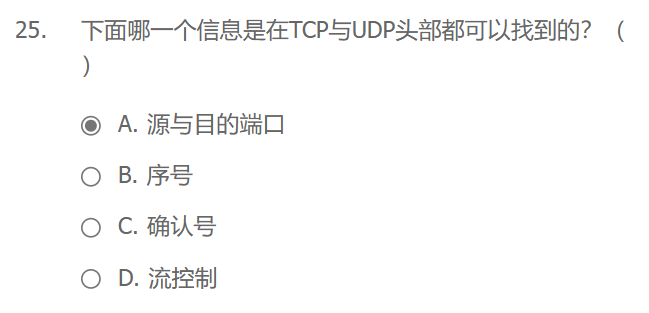 25. 下面哪一个信息是在TCP与UDP头部都可以找到的？（
）
A. 源与目的端口
B. 序号
C. 确认号
D. 流控制